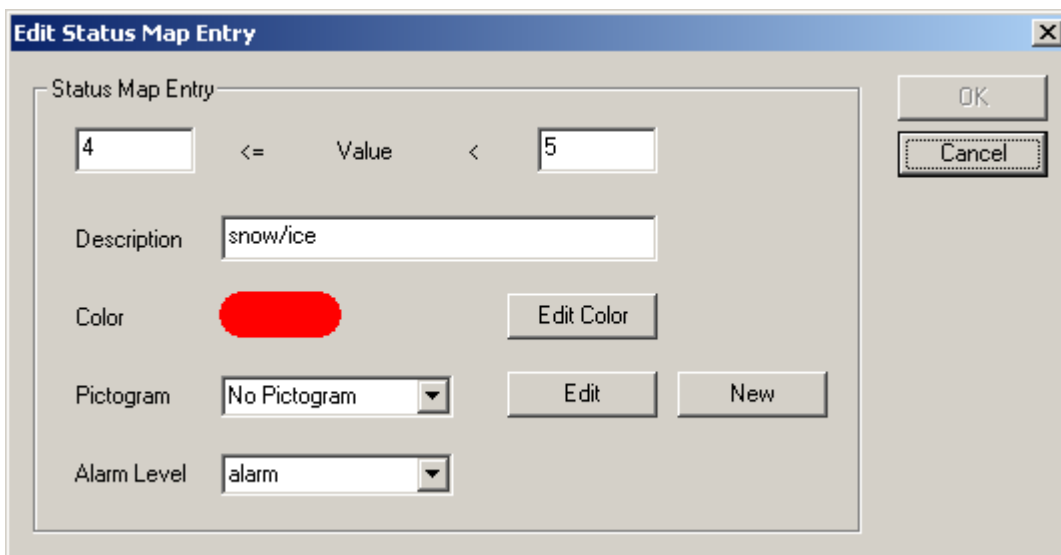 Edit Status Map Entry
Status Map Entry
OK
4 <= Value < 5
Cancel
Description snow/ice
Color Edit Color
Pictogram No Pictogram Edit New
Alarm Level alarm